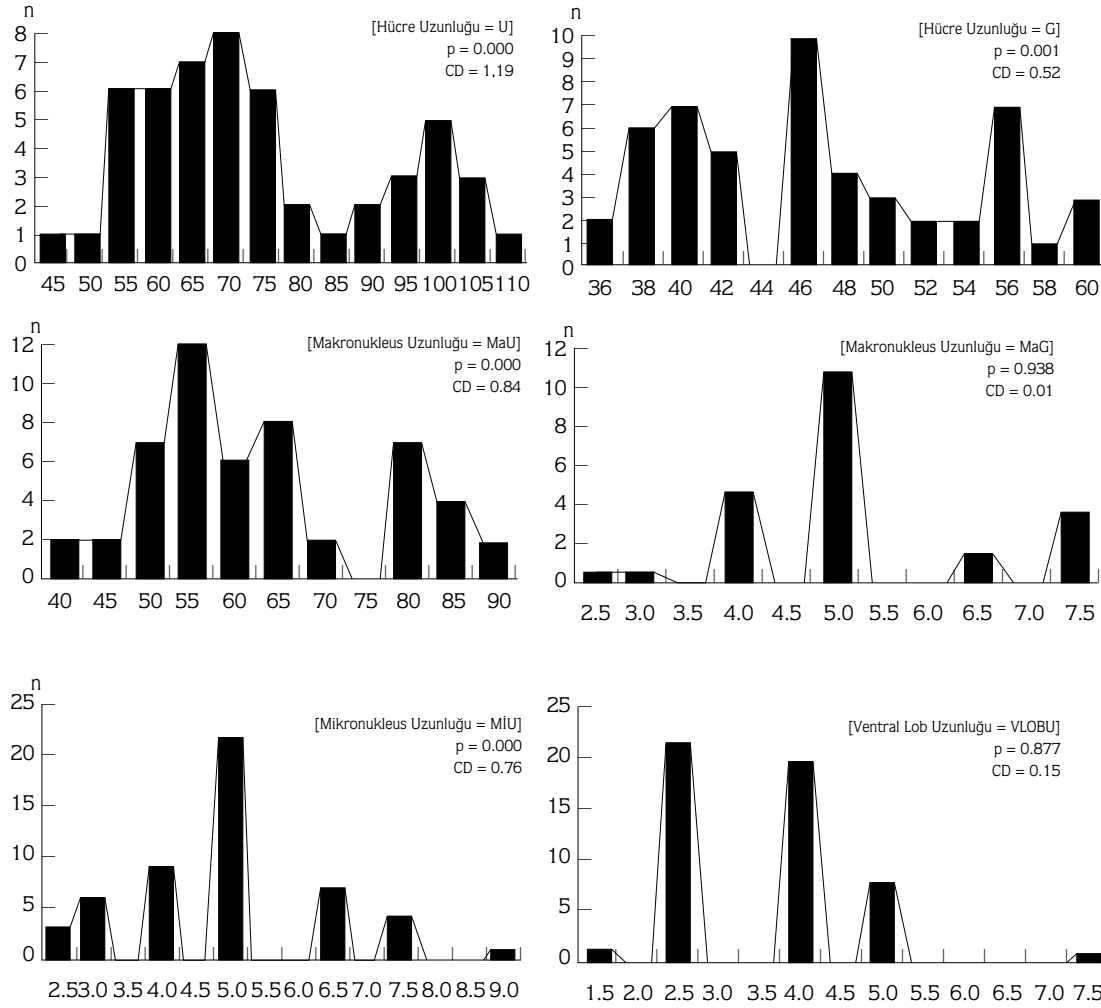 n
[Hücre Uzunluğu = U]
p = 0.000
CD = 1,19
8
7
6
5
4
3
2
1
0
45 50 55 60 65 70 75 80 85 90 95 100 105 110
[Hücre Uzunluğu = G]
p = 0.001
CD = 0.52
n
10
9
8
7
6
5
4
3
2
1
0
36 38 40 42 44 46 48 50 52 54 56 58 60
n
[Makronukleus Uzunluğu = MaU]
p = 0.000
CD = 0.84
12
10
8
6
4
2
0
40 45 50 55 60 65 70 75 80 85 90
n
[Makronukleus Uzunluğu = MaG]
p = 0.938
CD = 0.01
12
10
8
6
4
2
0
2.5 3.0 3.5 4.0 4.5 5.0 5.5 6.0 6.5 7.0 7.5
n
[Mikronukleus Uzunluğu = MİU]
p = 0.000
CD = 0.76
25
20
15
10
5
0
2.5 3.0 3.5 4.0 4.5 5.0 5.5 6.0 6.5 7.0 7.5 8.0 8.5 9.0
n
[Ventral Lob Uzunluğu = VLOBU]
p = 0.877
CD = 0.15
25
20
15
10
5
0
1.5 2.0 2.5 3.0 3.5 4.0 4.5 5.0 5.5 6.0 6.5 7.0 7.5